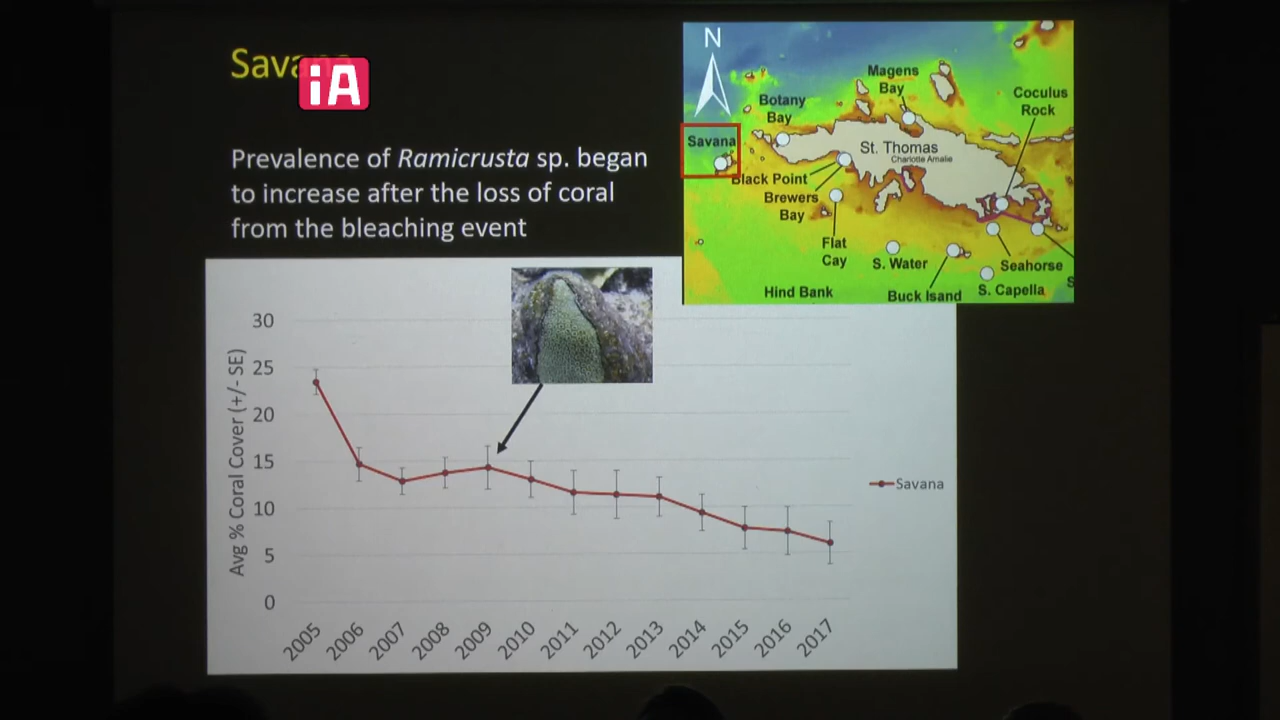 Sava
iA
Prevalence of Ramicrusta sp. began
to increase after the loss of coral
from the bleaching event
N
Magens
Bay
Coculus
Rock
Botany
Bay
Savana
St. Thomas
Charlotte Amalie
Black Point
Brewers
Bay
Flat
Cay
S. Water
Seahorse
S
Hind Bank
Buck Island
S. Capella
Avg % Coral Cover (+/- SE)
30
25
20
15
10
5
0
2005
2006
2007
2008
2009
2010
2011
2012
2013
2014
2015
2016
2017
Savana